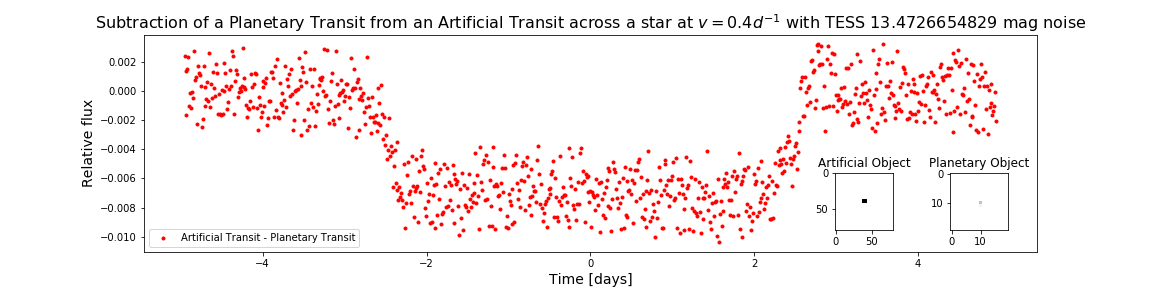 Subtraction of a Planetary Transit from an Artificial Transit across a star at v = 0.4d⁻¹ with TESS 13.4726654829 mag noise
Relative flux
0.002
0.000
−0.002
−0.004
−0.006
−0.008
−0.010
Artificial Object
0
50
0 50
Planetary Object
0
10
0 10
Artificial Transit - Planetary Transit
−4 −2 0 2 4
Time [days]